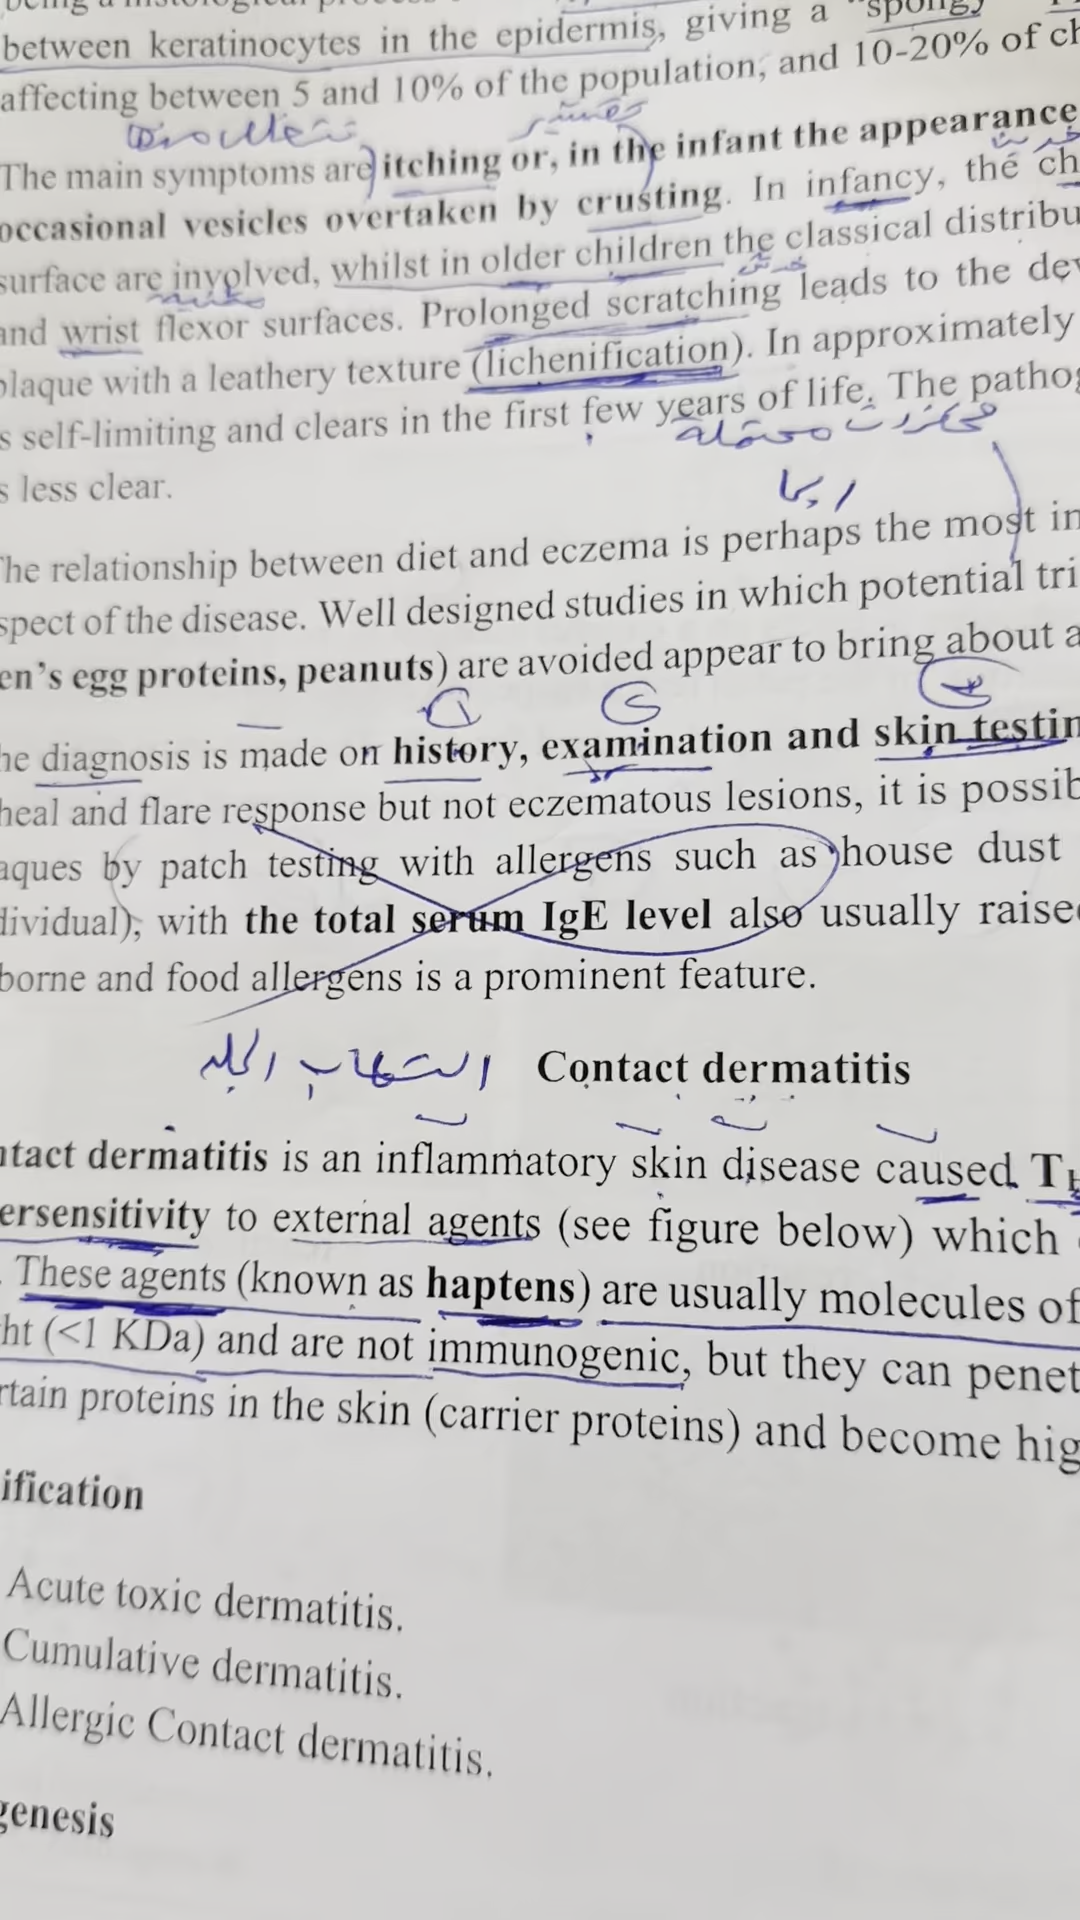 between keratinocytes in the epidermis, giving a "spongy
affecting between 5 and 10% of the population, and 10-20% of ch
تقشير
The main symptoms are itching or, in the infant the appearance
occasional vesicles overtaken by crusting. In infancy, the ch
surface are involved, whilst in older children the classical distribu
and wrist flexor surfaces. Prolonged scratching leads to the dev
plaque with a leathery texture (lichenification). In approximately
s self-limiting and clears in the first few years of life. The pathog
محفزات محتملة
s less clear.
ربما
The relationship between diet and eczema is perhaps the most in
spect of the disease. Well designed studies in which potential tri
en's egg proteins, peanuts) are avoided appear to bring about a
he diagnosis is made on history, examination and skin testin
heal and flare response but not eczematous lesions, it is possib
aques by patch testing with allergens such as house dust
dividual), with the total serum IgE level also usually raise
borne and food allergens is a prominent feature.
Contact dermatitis التهاب الجلد
ntact dermatitis is an inflammatory skin disease caused T
ersensitivity to external agents (see figure below) which
These agents (known as haptens) are usually molecules of
ht (<1 KDa) and are not immunogenic, but they can penet
rtain proteins in the skin (carrier proteins) and become hig
ification
Acute toxic dermatitis.
Cumulative dermatitis.
Allergic Contact dermatitis.
genesis